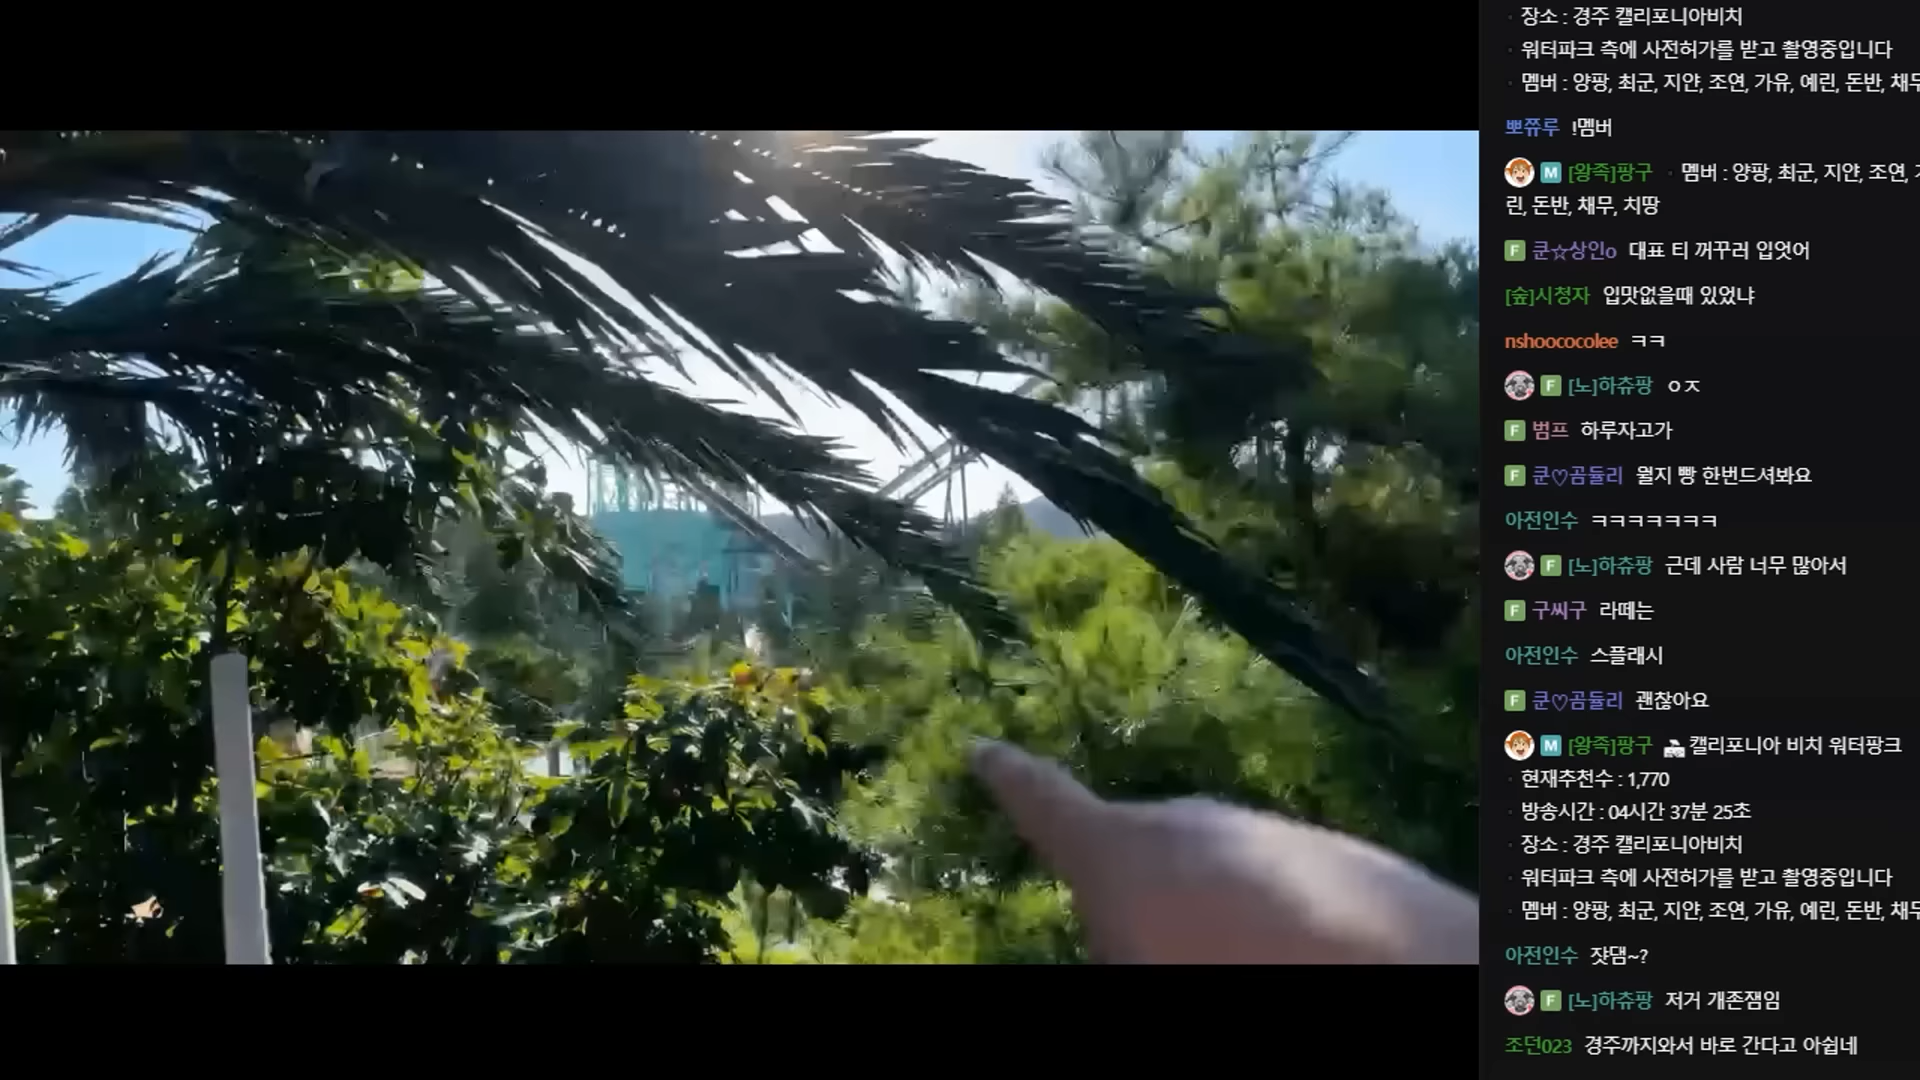 장소 : 경주 캘리포니아비치
워터파크 측에 사전허가를 받고 촬영중입니다
멤버 : 양팡, 최군, 지얀, 조연, 가유, 예린, 돈반, 채무
뽀쮸루 !멤버
M [왕족]팡구 멤버 : 양팡, 최군, 지얀, 조연,
린, 돈반, 채무, 치땅
F 쿤☆상인o 대표 티 꺼꾸러 입엇어
[숲]시청자 입맛없을때 있었냐
nshoococolee ㅋㅋ
F [노]하츄팡 ㅇㅈ
F 범프 하루자고가
F 쿤♡곰듈리 월지 빵 한번드셔봐요
아전인수 ㅋㅋㅋㅋㅋㅋㅋ
F [노]하츄팡 근데 사람 너무 많아서
F 구씨구 라떼는
아전인수 스플래시
F 쿤♡곰듈리 괜찮아요
M [왕족]팡구 캘리포니아 비치 워터팡크
현재추천수 : 1,770
방송시간 : 04시간 37분 25초
장소 : 경주 캘리포니아비치
워터파크 측에 사전허가를 받고 촬영중입니다
멤버 : 양팡, 최군, 지얀, 조연, 가유, 예린, 돈반, 채무
아전인수 쟛댐~?
F [노]하츄팡 저거 개존잼임
조던023 경주까지와서 바로 간다고 아쉽네